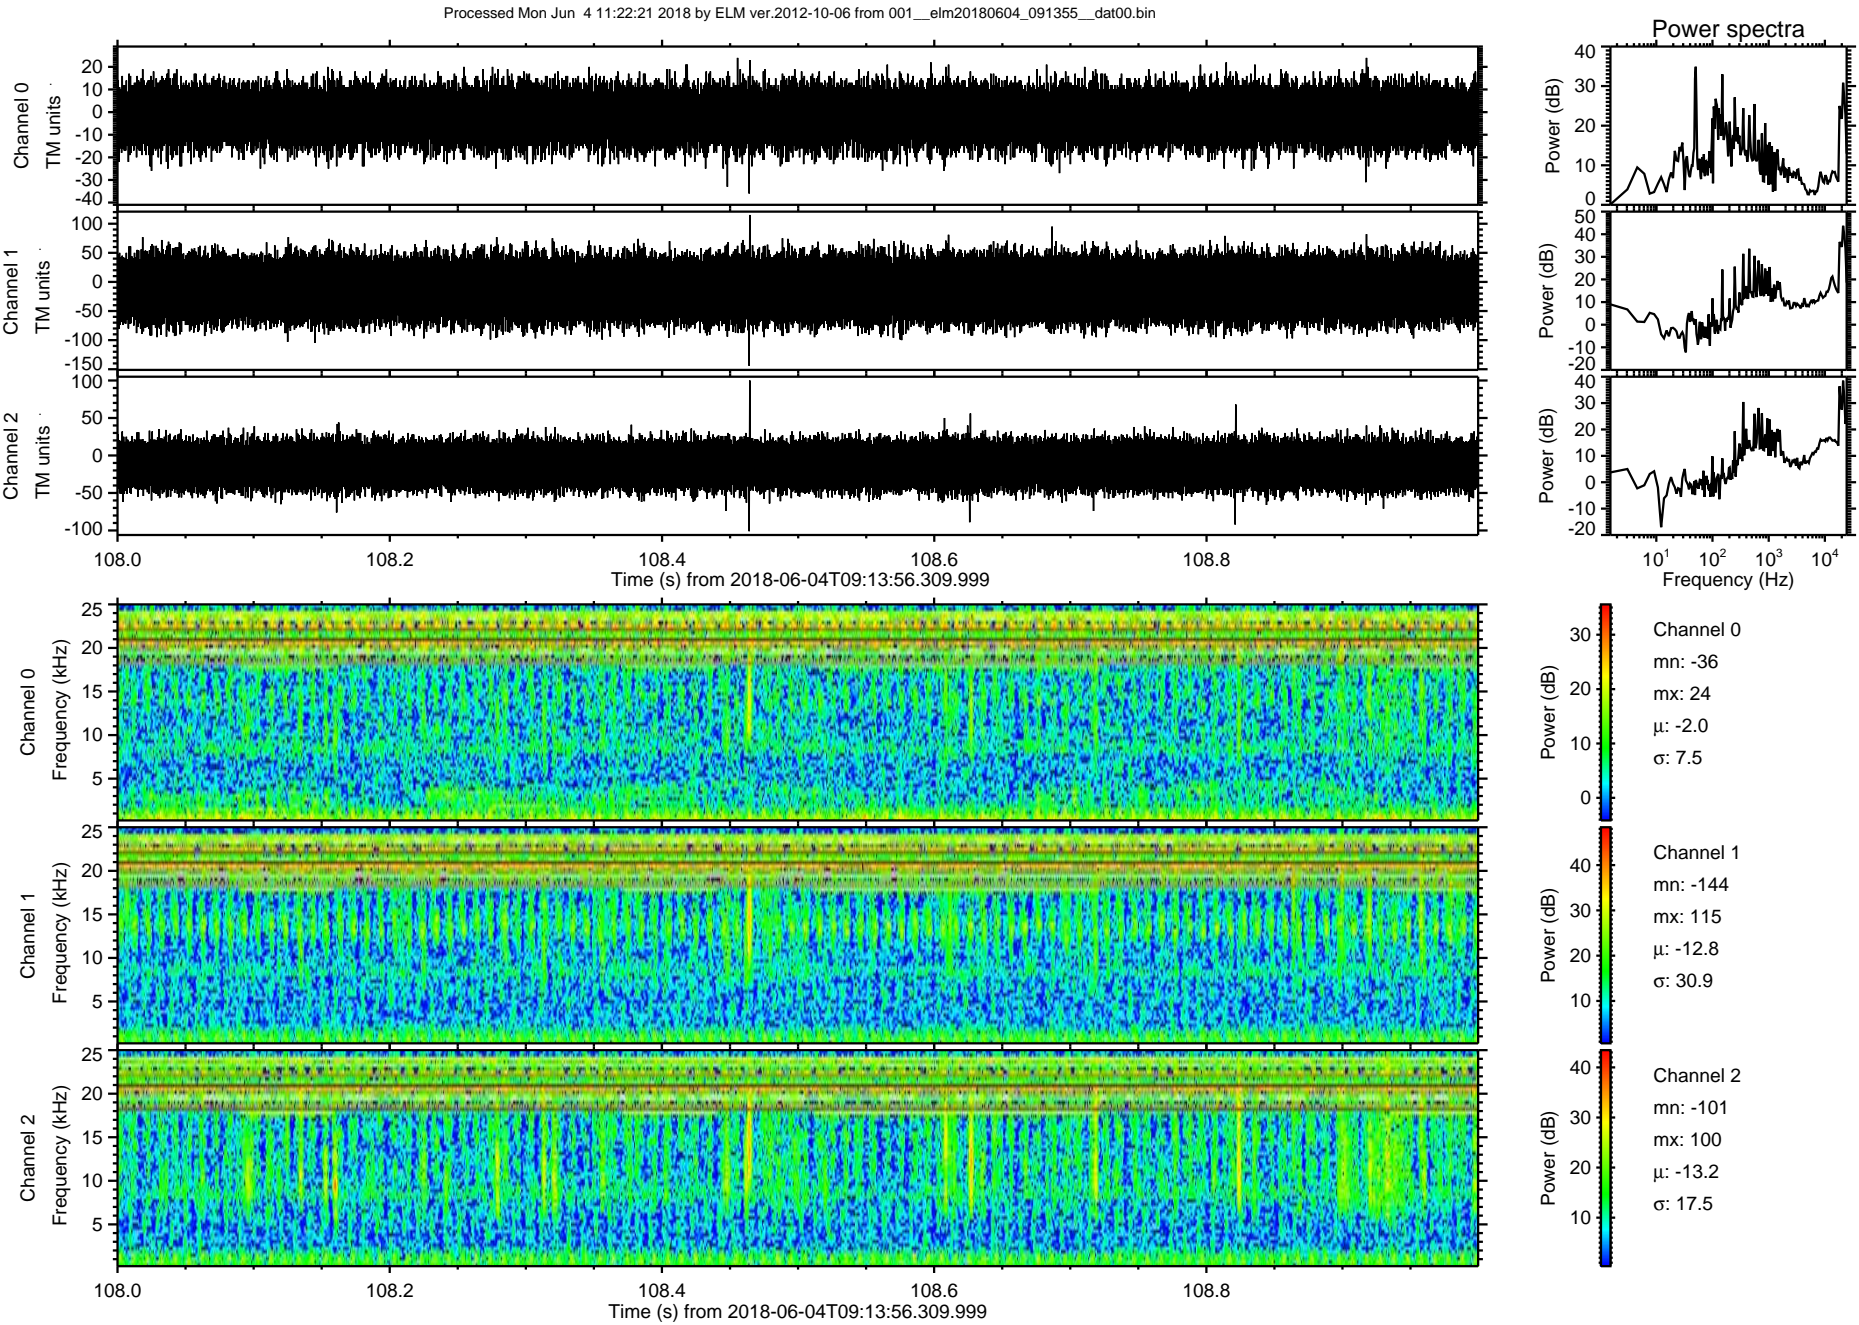 Processed Mon Jun  4 11:22:21 2018 by ELM ver.2012-10-06 from 001__elm20180604_091355__dat00.bin
Power spectra
Channel 0
TM units
20
10
0
-10
-20
-30
-40
Power (dB)
40
30
20
10
0
Channel 1
TM units
100
50
0
-50
-100
-150
Power (dB)
50
40
30
20
10
0
-10
-20
Channel 2
TM units
100
50
0
-50
-100
Power (dB)
40
30
20
10
0
-10
-20
108.0 108.2 108.4 108.6 108.8
Time (s) from 2018-06-04T09:13:56.309.999
10^1 10^2 10^3 10^4
Frequency (Hz)
Channel 0
Frequency (kHz)
25
20
15
10
5
Power (dB)
30
20
10
0
Channel 0
mn: -36
mx: 24
μ: -2.0
σ: 7.5
Channel 1
Frequency (kHz)
25
20
15
10
5
Power (dB)
40
30
20
10
Channel 1
mn: -144
mx: 115
μ: -12.8
σ: 30.9
Channel 2
Frequency (kHz)
25
20
15
10
5
Power (dB)
40
30
20
10
Channel 2
mn: -101
mx: 100
μ: -13.2
σ: 17.5
108.0 108.2 108.4 108.6 108.8
Time (s) from 2018-06-04T09:13:56.309.999